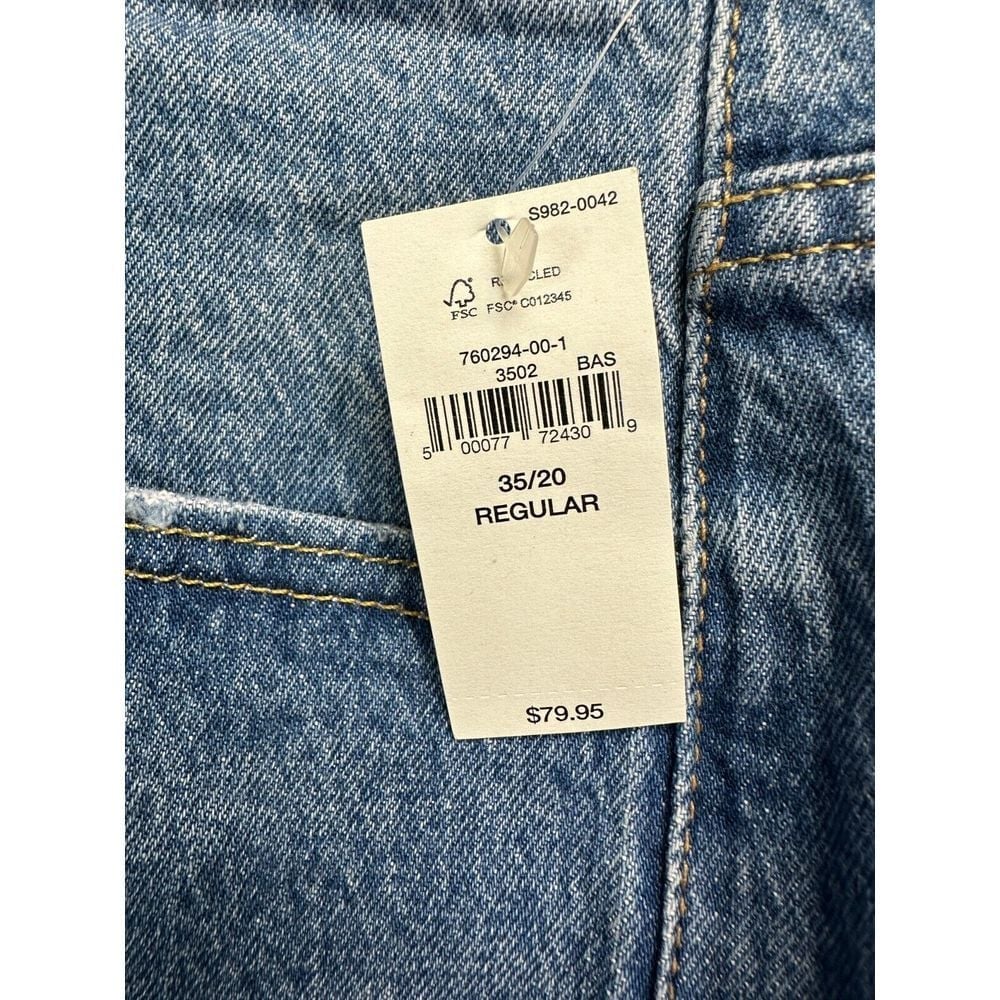 S982-0042
FSC
FSC® C012345
760294-00-1
3502 BAS
5 00077 72430 9
35/20
REGULAR
$79.95